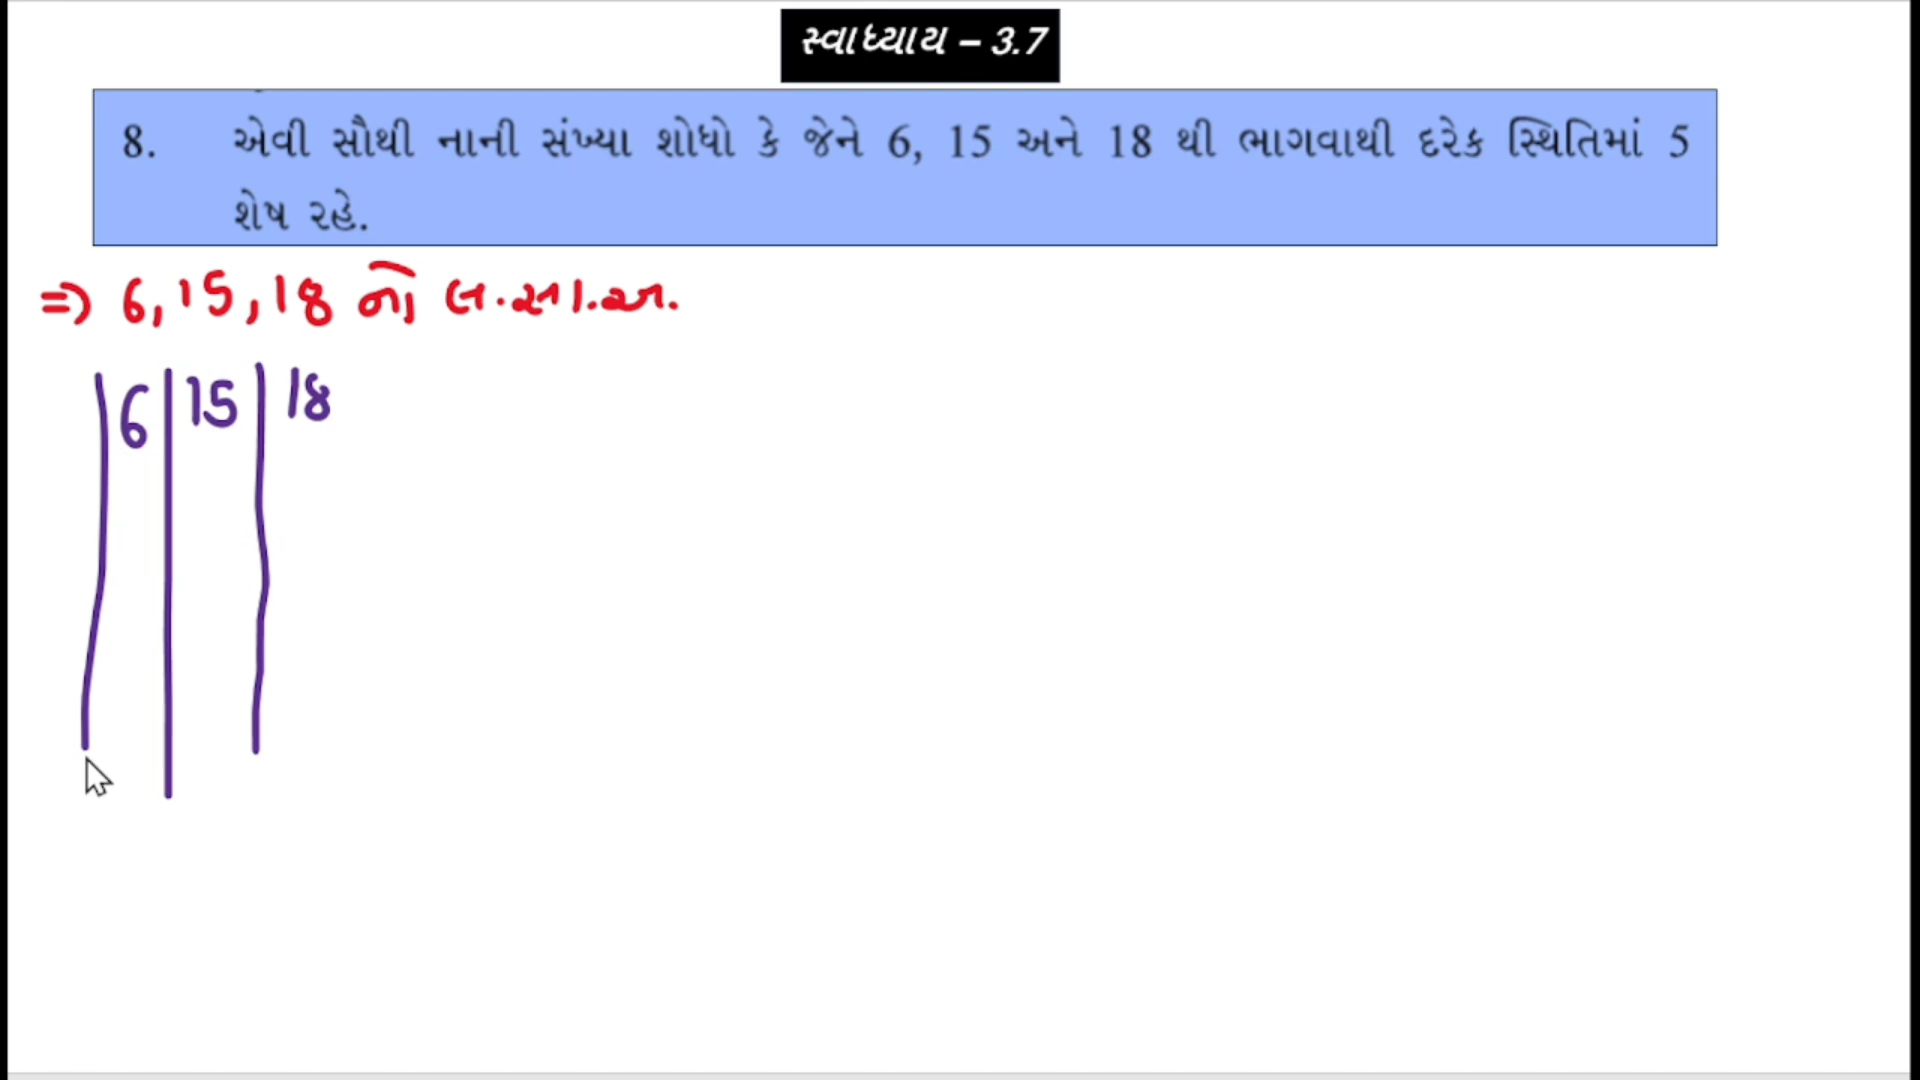 સ્વાધ્યાય – 3.7
8. એવી સૌથી નાની સંખ્યા શોધો કે જેને 6, 15 અને 18 થી ભાગવાથી દરેક સ્થિતિમાં 5
શેષ રહે.
⇒ 6, 15, 18 નો લ.સા.અ.
6 | 15 | 18